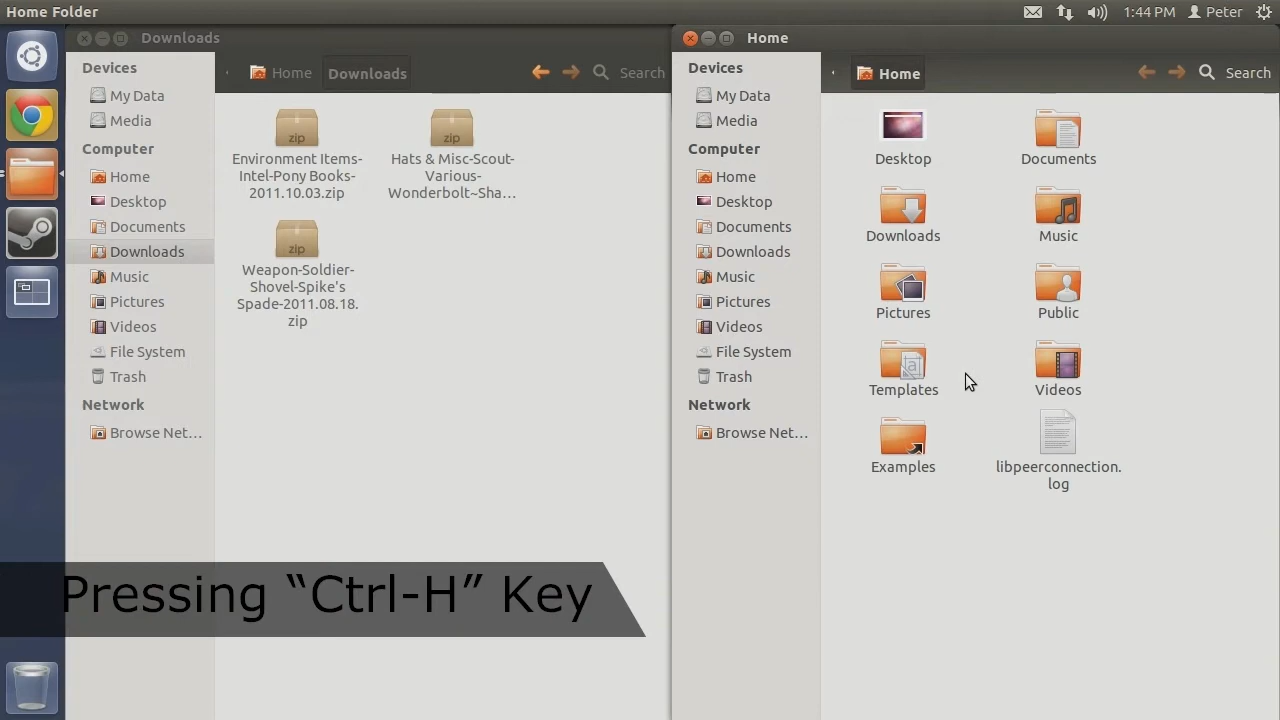 Home Folder
1:44 PM
Peter
Downloads
Devices
My Data
Media
Computer
Home
Desktop
Documents
Downloads
Music
Pictures
Videos
File System
Trash
Network
Browse Net…
Home
Downloads
Search
zip
Environment Items-
Intel-Pony Books-
2011.10.03.zip
zip
Hats & Misc-Scout-
Various-
Wonderbolt~Sha…
zip
Weapon-Soldier-
Shovel-Spike's
Spade-2011.08.18.
zip
Home
Devices
My Data
Media
Computer
Home
Desktop
Documents
Downloads
Music
Pictures
Videos
File System
Trash
Network
Browse Net…
Home
Search
Desktop
Documents
Downloads
Music
Pictures
Public
Templates
Videos
Examples
libpeerconnection.
log
Pressing “Ctrl-H” Key